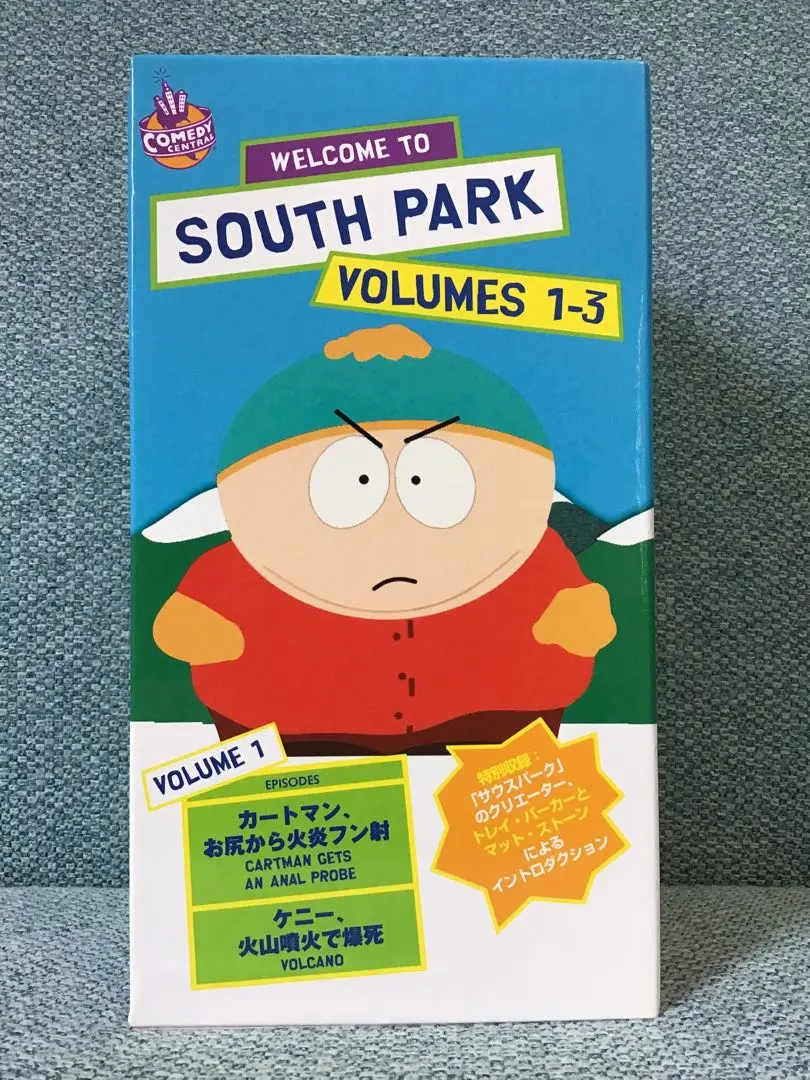 COMEDY
CENTRAL
WELCOME TO
SOUTH PARK
VOLUMES 1-3
VOLUME 1
EPISODES
カートマン、
お尻から火炎フン射
CARTMAN GETS
AN ANAL PROBE
ケニー、
火山噴火で爆死
VOLCANO
特別収録：
「サウスパーク」
のクリエーター、
トレイ・パーカーと
マット・ストーン
による
イントロダクション